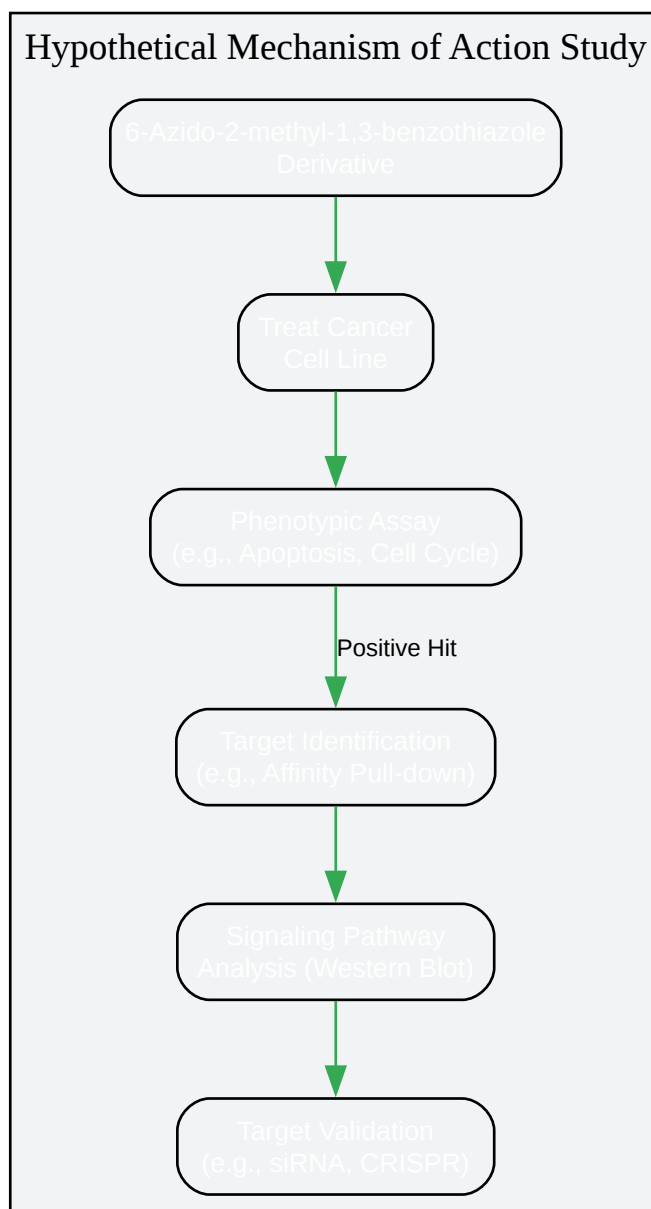 Hypothetical Mechanism of Action Study
6-Azido-2-methyl-1,3-benzothiazole
Derivative
Treat Cancer
Cell Line
Phenotypic Assay
(e.g., Apoptosis, Cell Cycle)
Positive Hit
Target Identification
(e.g., Affinity Pull-down)
Signaling Pathway
Analysis (Western Blot)
Target Validation
(e.g., siRNA, CRISPR)